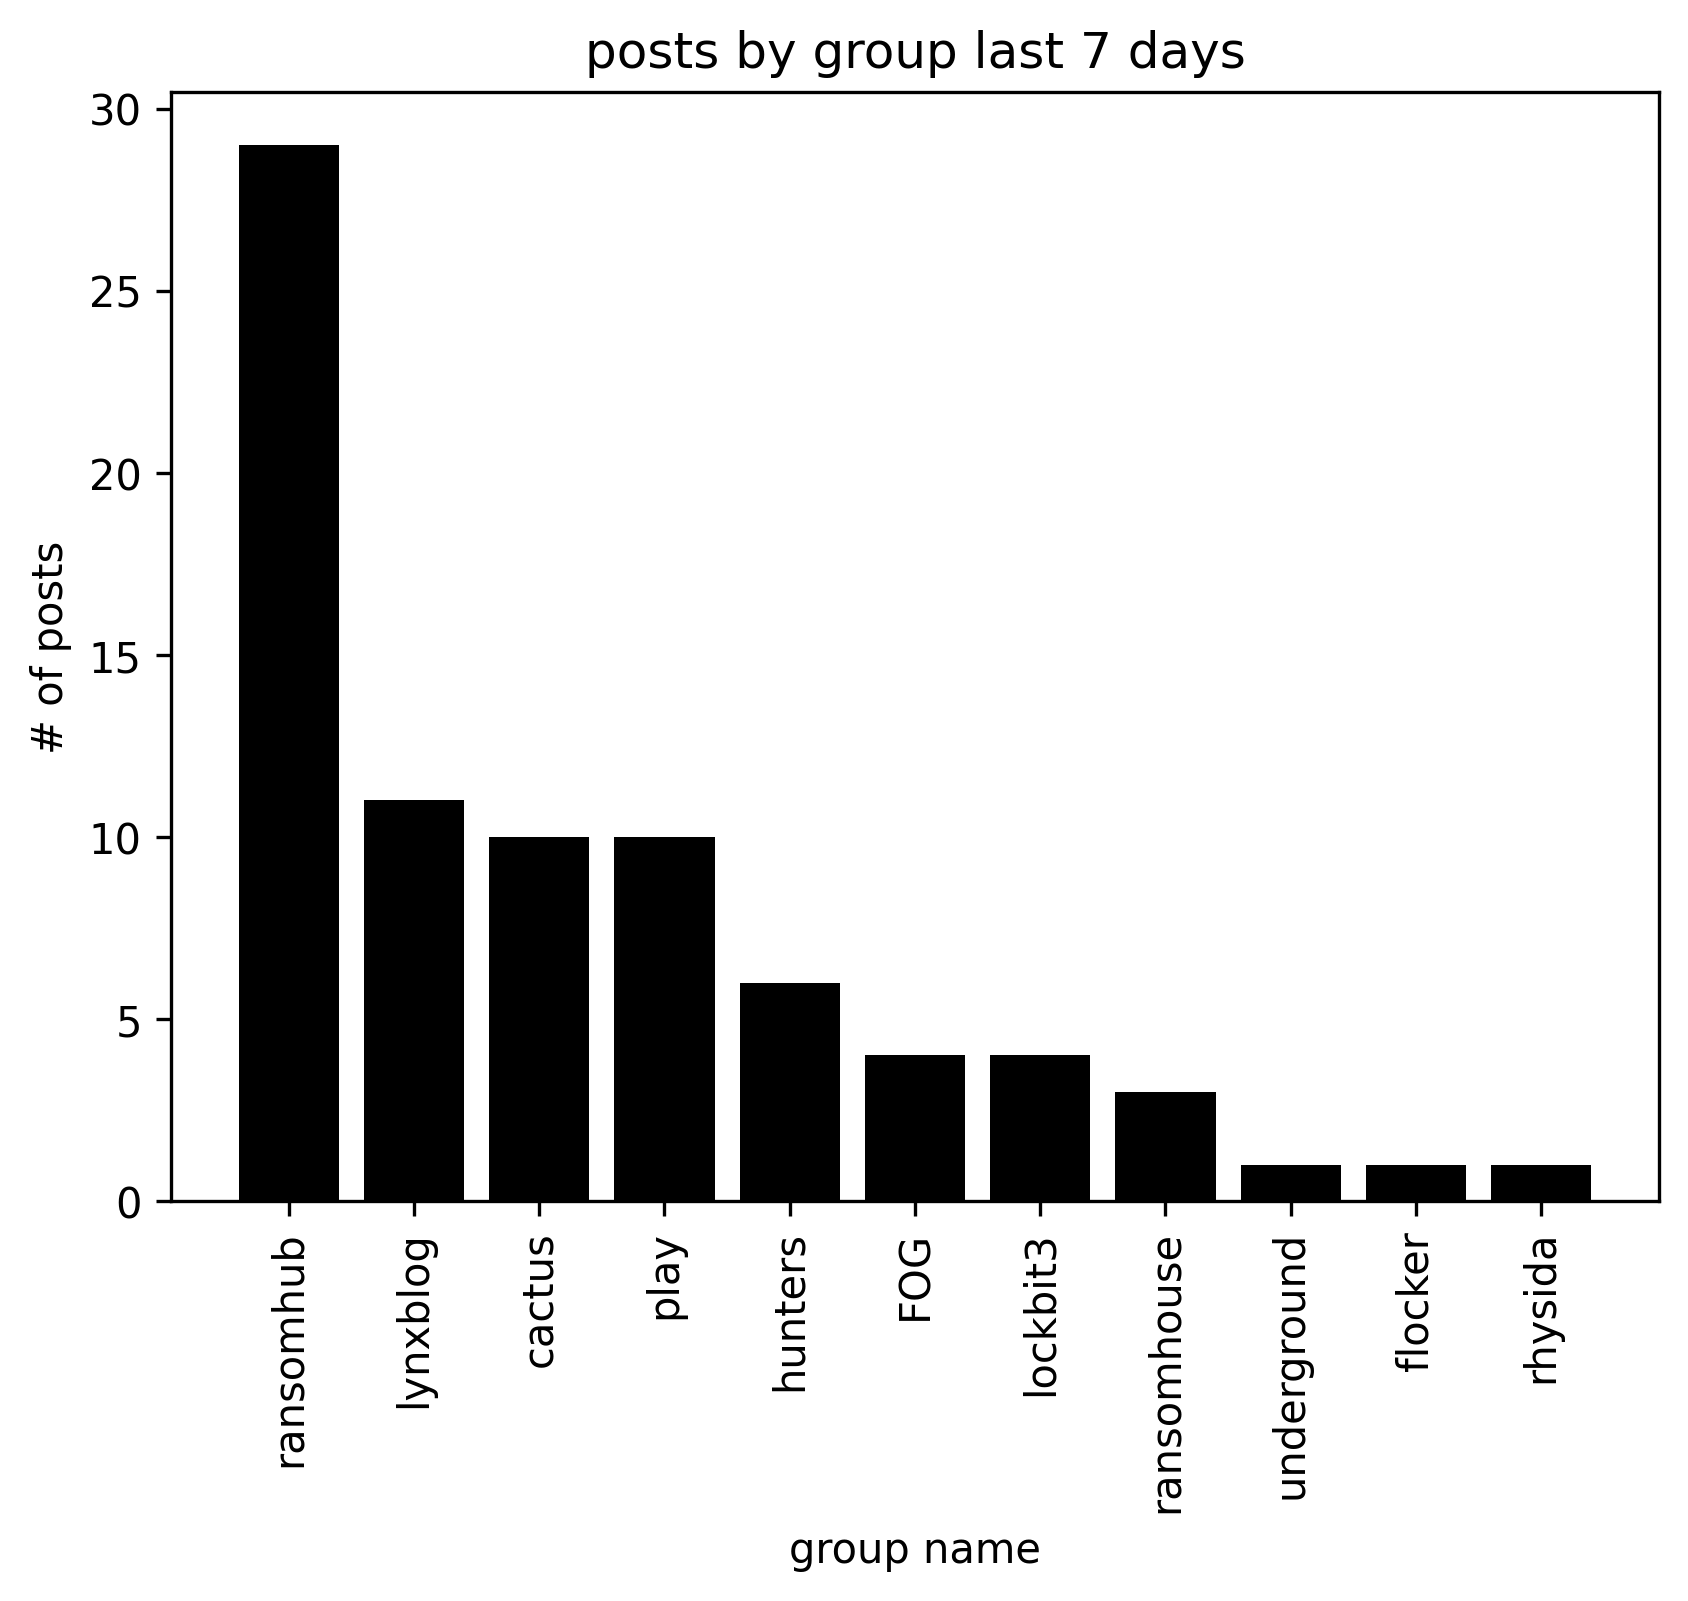 posts by group last 7 days
30
25
20
15
10
5
0
# of posts
ransomhub
lynxblog
cactus
play
hunters
FOG
lockbit3
ransomhouse
underground
flocker
rhysida
group name